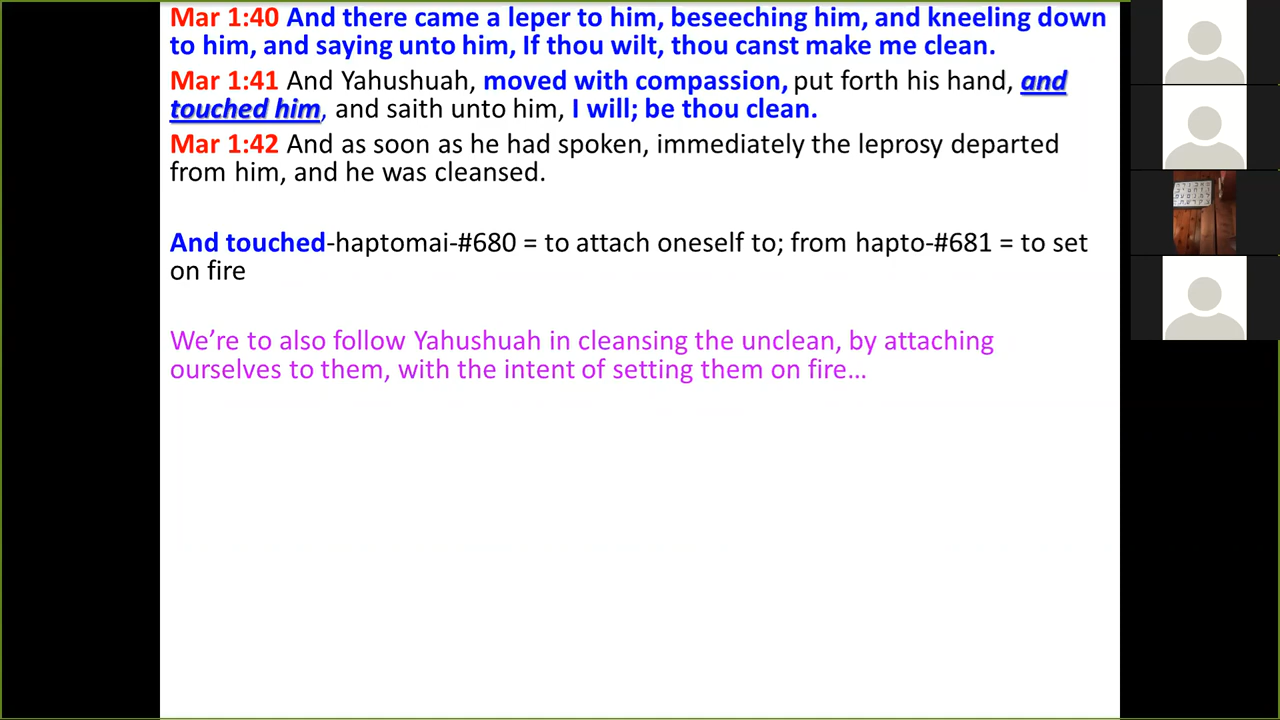 Mar 1:40 And there came a leper to him, beseeching him, and kneeling down
to him, and saying unto him, If thou wilt, thou canst make me clean.
Mar 1:41 And Yahushuah, moved with compassion, put forth his hand, and
touched him, and saith unto him, I will; be thou clean.
Mar 1:42 And as soon as he had spoken, immediately the leprosy departed
from him, and he was cleansed.
And touched-haptomai-#680 = to attach oneself to; from hapto-#681 = to set
on fire
We’re to also follow Yahushuah in cleansing the unclean, by attaching
ourselves to them, with the intent of setting them on fire…